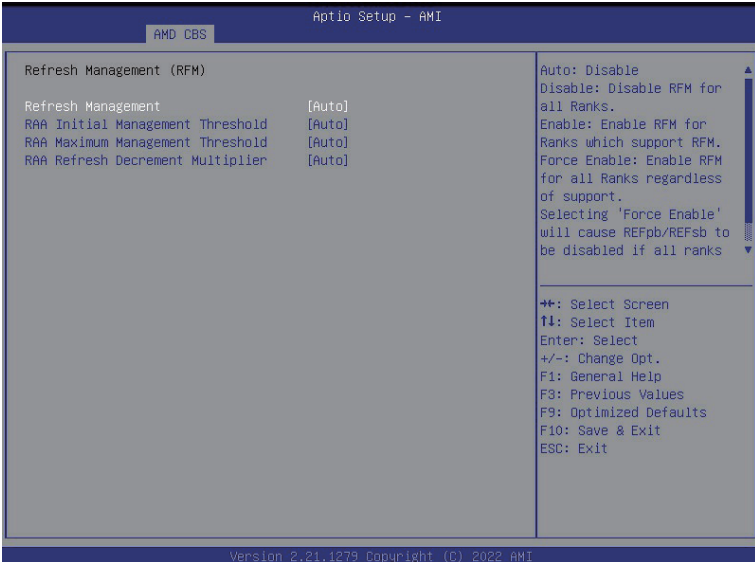 Aptio Setup – AMI
AMD CBS
Refresh Management (RFM)
Refresh Management [Auto]
RAA Initial Management Threshold [Auto]
RAA Maximum Management Threshold [Auto]
RAA Refresh Decrement Multiplier [Auto]
Auto: Disable
Disable: Disable RFM for
all Ranks.
Enable: Enable RFM for
Ranks which support RFM.
Force Enable: Enable RFM
for all Ranks regardless
of support.
Selecting 'Force Enable'
will cause REFpb/REFsb to
be disabled if all ranks
→←: Select Screen
↑↓: Select Item
Enter: Select
+/-: Change Opt.
F1: General Help
F3: Previous Values
F9: Optimized Defaults
F10: Save & Exit
ESC: Exit
Version 2.21.1279 Copyright (C) 2022 AMI